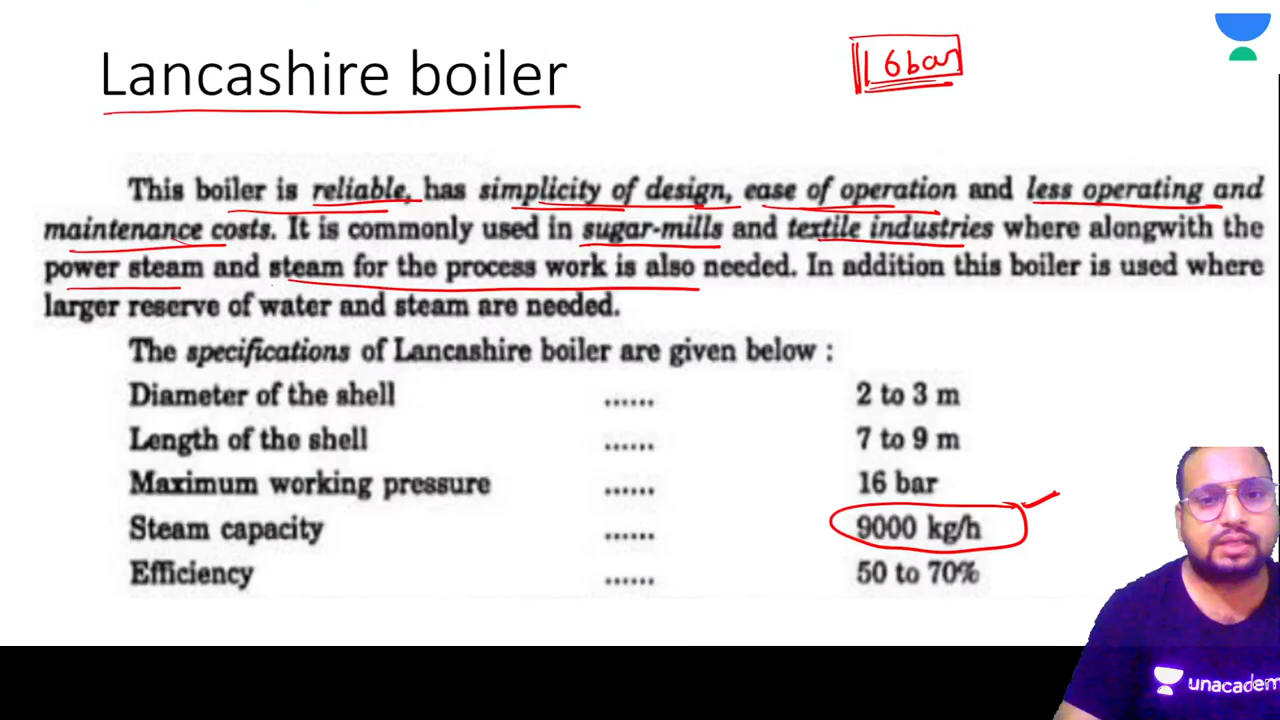 Lancashire boiler
16 bar
This boiler is reliable, has simplicity of design, ease of operation and less operating and
maintenance costs. It is commonly used in sugar-mills and textile industries where alongwith the
power steam and steam for the process work is also needed. In addition this boiler is used where
larger reserve of water and steam are needed.
The specifications of Lancashire boiler are given below :
Diameter of the shell ...... 2 to 3 m
Length of the shell ...... 7 to 9 m
Maximum working pressure ...... 16 bar
Steam capacity ...... 9000 kg/h
Efficiency ...... 50 to 70%
unacadem